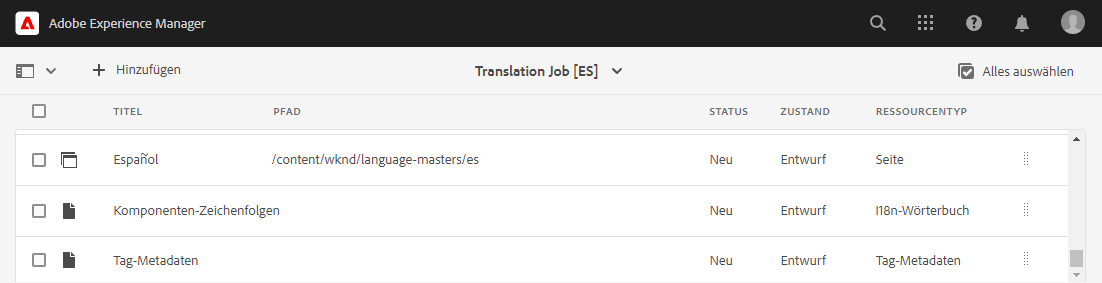 Adobe Experience Manager
Hinzufügen Translation Job [ES] Alles auswählen
TITEL PFAD STATUS ZUSTAND RESSOURCENTYP
Español /content/wknd/language-masters/es Neu Entwurf Seite
Komponenten-Zeichenfolgen Neu Entwurf I18n-Wörterbuch
Tag-Metadaten Neu Entwurf Tag-Metadaten